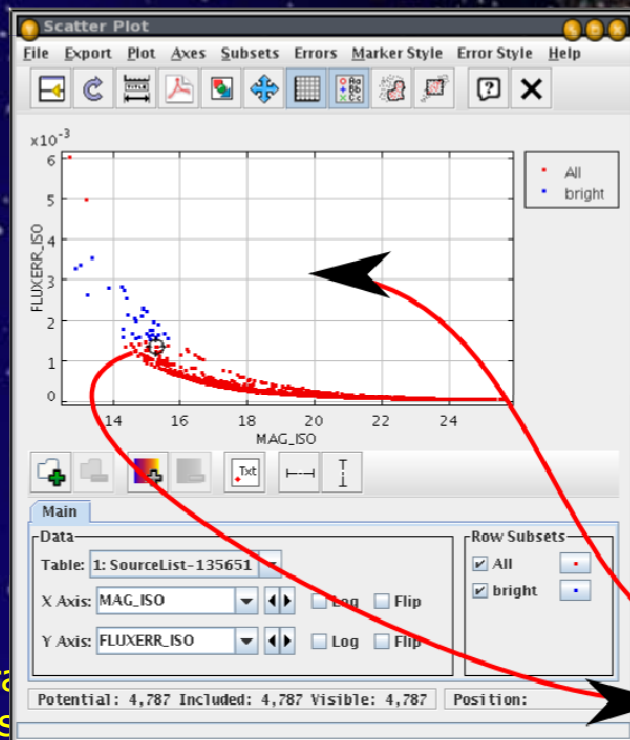 Scatter Plot
File Export Plot Axes Subsets Errors Marker Style Error Style Help
×10⁻³
6
5
4
3
2
1
0
FLUXERR_ISO
14 16 18 20 22 24
MAG_ISO
All
bright
Txt
Main
Data
Table: 1: SourceList-135651
X Axis: MAG_ISO Log Flip
Y Axis: FLUXERR_ISO Log Flip
Row Subsets
All
bright
Potential: 4,787 Included: 4,787 Visible: 4,787 Position: